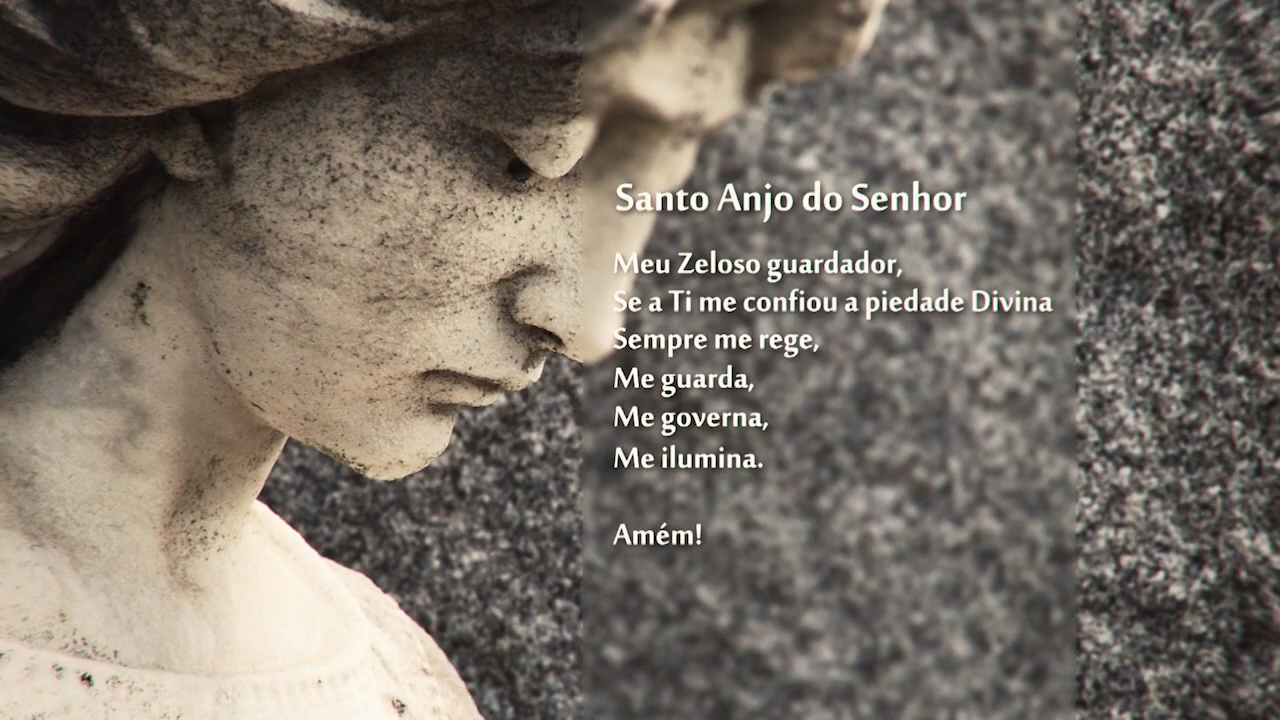 Santo Anjo do Senhor
Meu Zeloso guardador,
Se a Ti me confiou a piedade Divina
Sempre me rege,
Me guarda,
Me governa,
Me ilumina.
Amém!